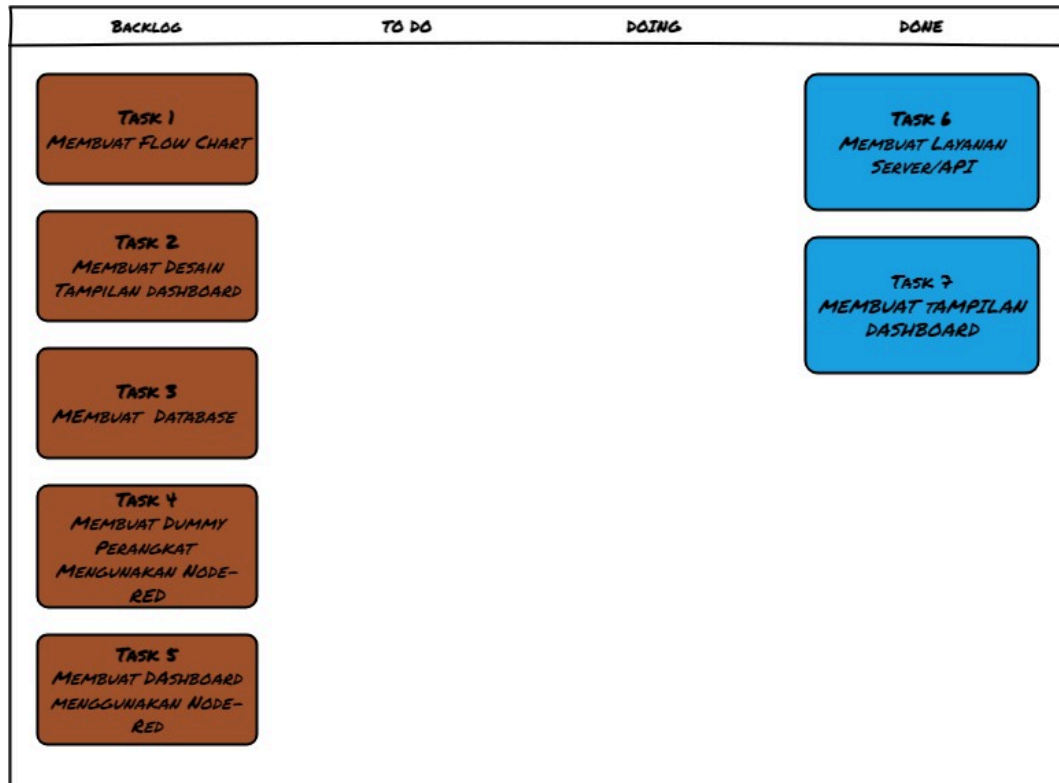 BACKLOG
TO DO
DOING
DONE
TASK 1
MEMBUAT FLOW CHART
TASK 2
MEMBUAT DESAIN
TAMPILAN DASHBOARD
TASK 3
MEMBUAT DATABASE
TASK 4
MEMBUAT DUMMY
PERANGKAT
MENGUNAKAN NODE-
RED
TASK 5
MEMBUAT DASHBOARD
MENGGUNAKAN NODE-
RED
TASK 6
MEMBUAT LAYANAN
SERVER/API
TASK 7
MEMBUAT TAMPILAN
DASHBOARD